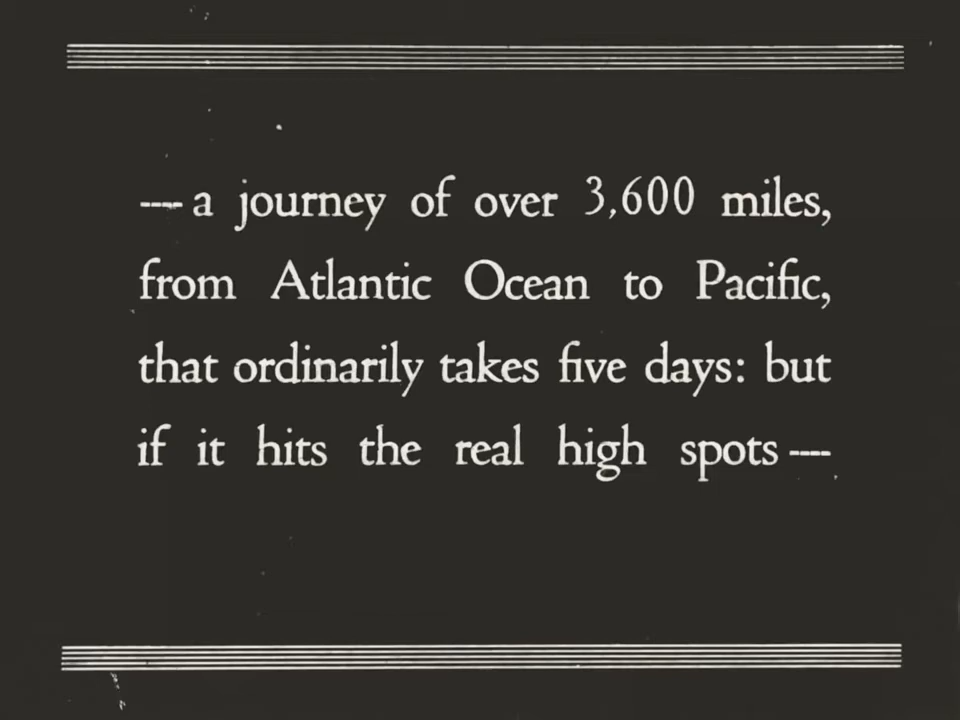 —a journey of over 3,600 miles,
from Atlantic Ocean to Pacific,
that ordinarily takes five days: but
if it hits the real high spots—